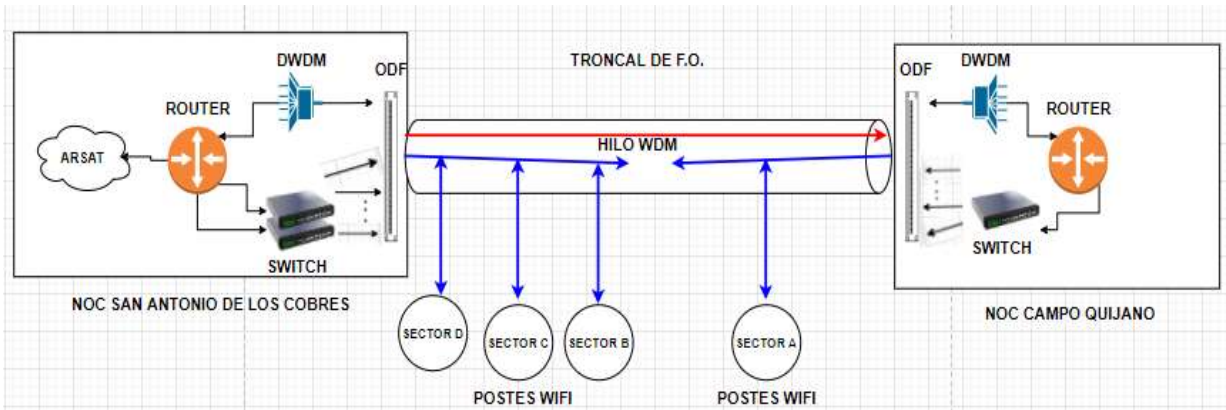 DWDM
ODF
ROUTER
ARSAT
SWITCH
NOC SAN ANTONIO DE LOS COBRES
TRONCAL DE F.O.
HILO WDM
SECTOR D
SECTOR C
SECTOR B
SECTOR A
POSTES WIFI
POSTES WIFI
ODF
DWDM
ROUTER
SWITCH
NOC CAMPO QUIJANO